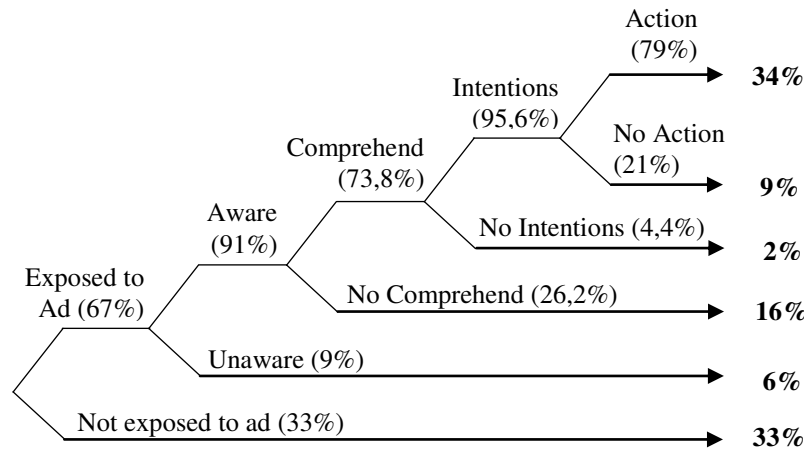 Action
(79%)
34%
Intentions
(95,6%)
No Action
(21%)
9%
Comprehend
(73,8%)
No Intentions (4,4%)
2%
Aware
(91%)
No Comprehend (26,2%)
16%
Exposed to
Ad (67%)
Unaware (9%)
6%
Not exposed to ad (33%)
33%